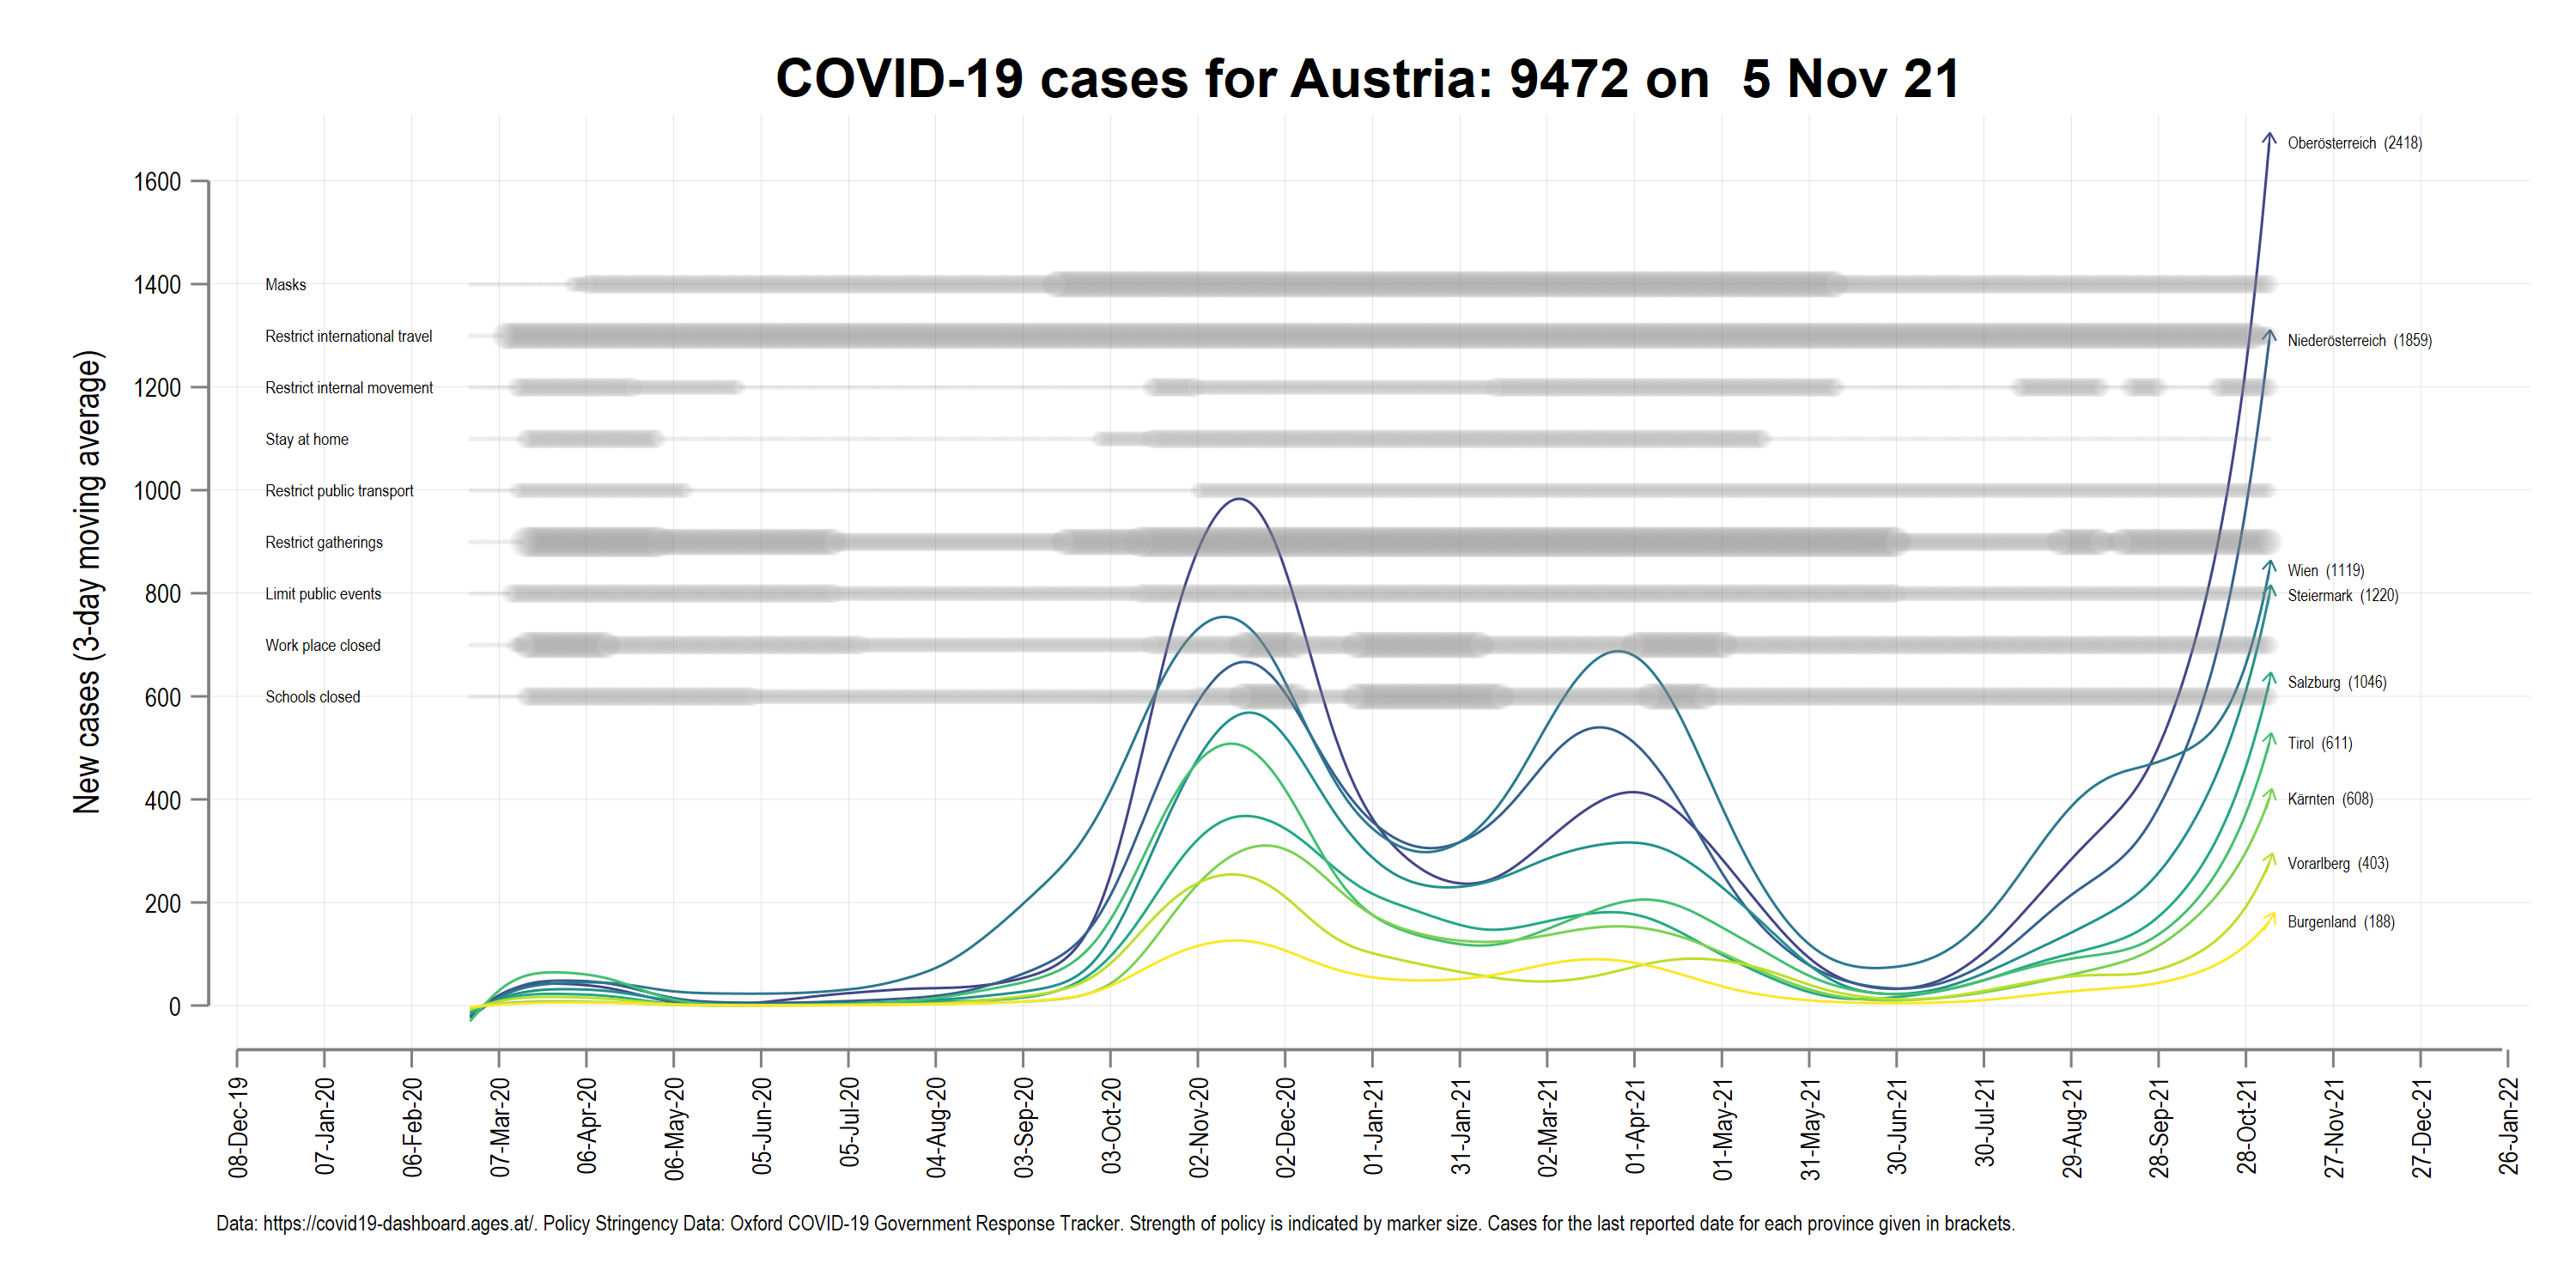 COVID-19 cases for Austria: 9472 on  5 Nov 21
New cases (3-day moving average)
1600
1400
1200
1000
800
600
400
200
0
Masks
Restrict international travel
Restrict internal movement
Stay at home
Restrict public transport
Restrict gatherings
Limit public events
Work place closed
Schools closed
Oberösterreich (2418)
Niederösterreich (1859)
Wien (1119)
Steiermark (1220)
Salzburg (1046)
Tirol (611)
Kärnten (608)
Vorarlberg (403)
Burgenland (188)
08-Dec-19
07-Jan-20
06-Feb-20
07-Mar-20
06-Apr-20
06-May-20
05-Jun-20
05-Jul-20
04-Aug-20
03-Sep-20
03-Oct-20
02-Nov-20
02-Dec-20
01-Jan-21
31-Jan-21
02-Mar-21
01-Apr-21
01-May-21
31-May-21
30-Jun-21
30-Jul-21
29-Aug-21
28-Sep-21
28-Oct-21
27-Nov-21
27-Dec-21
26-Jan-22
Data: https://covid19-dashboard.ages.at/. Policy Stringency Data: Oxford COVID-19 Government Response Tracker. Strength of policy is indicated by marker size. Cases for the last reported date for each province given in brackets.